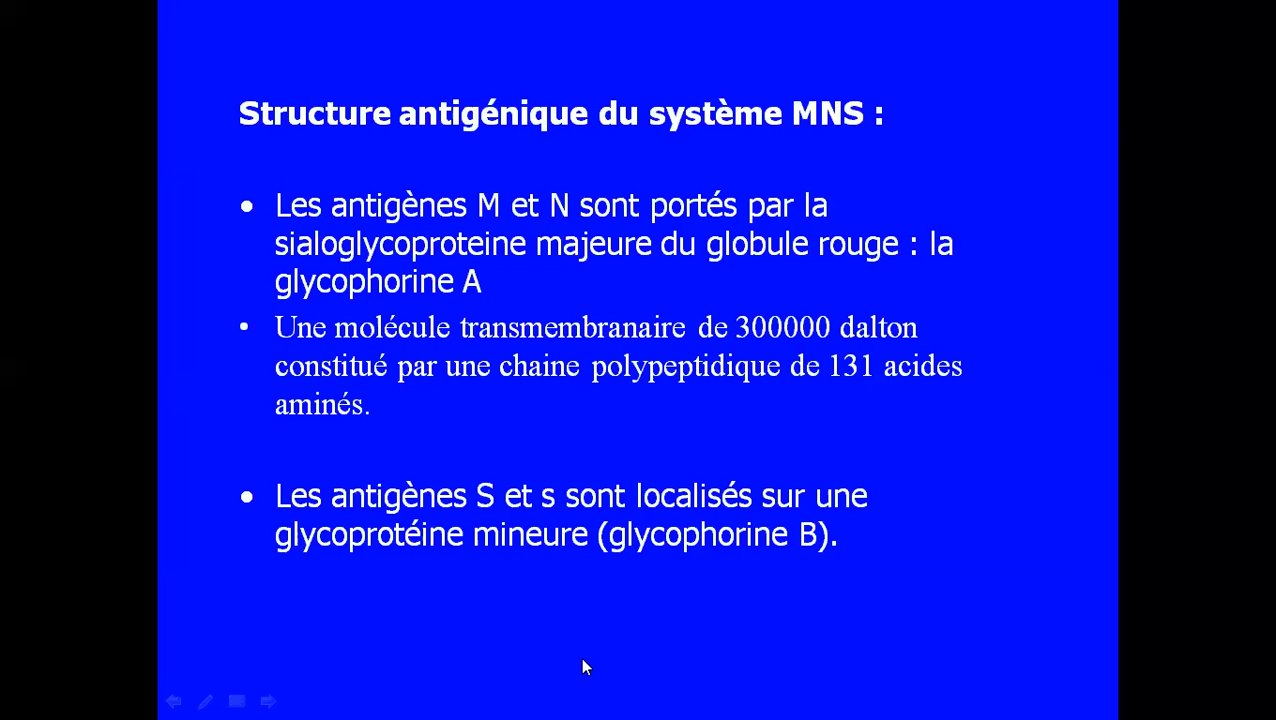 Structure antigénique du système MNS :
• Les antigènes M et N sont portés par la
sialoglycoproteine majeure du globule rouge : la
glycophorine A
• Une molécule transmembranaire de 300000 dalton
constitué par une chaine polypeptidique de 131 acides
aminés.
• Les antigènes S et s sont localisés sur une
glycoprotéine mineure (glycophorine B).